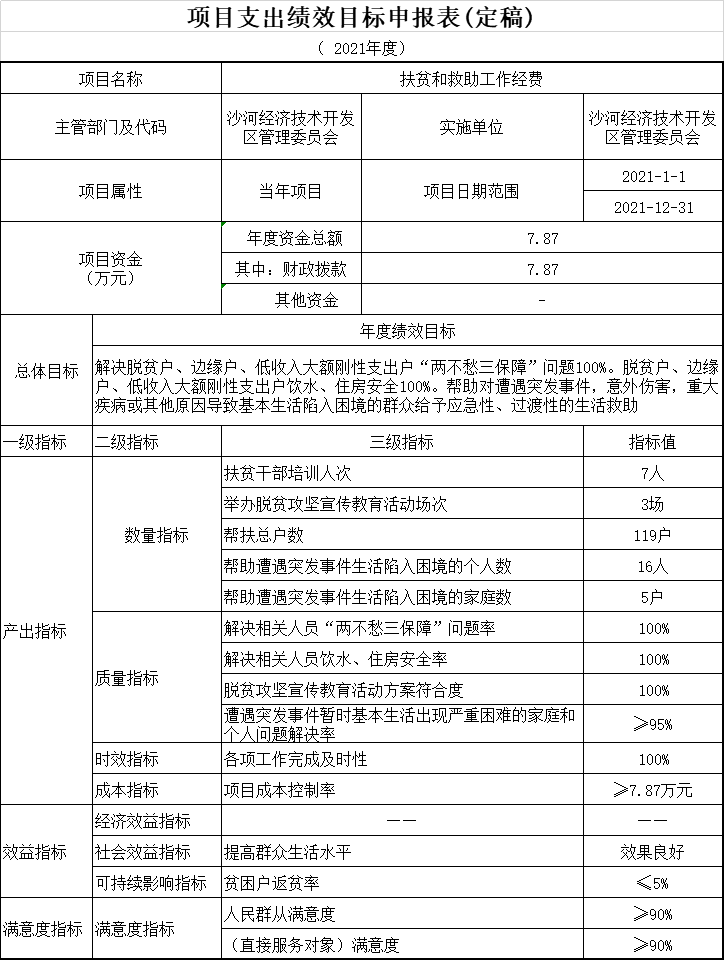 项目支出绩效目标申报表(定稿)
（ 2021年度）
项目名称 扶贫和救助工作经费
主管部门及代码 沙河经济技术开发区管理委员会 实施单位 沙河经济技术开发区管理委员会
项目属性 当年项目 项目日期范围 2021-1-1
2021-12-31
项目资金（万元） 年度资金总额 7.87
其中：财政拨款 7.87
其他资金 -
总体目标 年度绩效目标
解决脱贫户、边缘户、低收入大额刚性支出户“两不愁三保障”问题100%。脱贫户、边缘
户、低收入大额刚性支出户饮水、住房安全100%。帮助对遭遇突发事件，意外伤害，重大
疾病或其他原因导致基本生活陷入困境的群众给予应急性、过渡性的生活救助
一级指标 二级指标 三级指标 指标值
产出指标 数量指标 扶贫干部培训人次 7人
举办脱贫攻坚宣传教育活动场次 3场
帮扶总户数 119户
帮助遭遇突发事件生活陷入困境的个人数 16人
帮助遭遇突发事件生活陷入困境的家庭数 5户
质量指标 解决相关人员“两不愁三保障”问题率 100%
解决相关人员饮水、住房安全率 100%
脱贫攻坚宣传教育活动方案符合度 100%
遭遇突发事件暂时基本生活出现严重困难的家庭和
个人问题解决率 ≥95%
时效指标 各项工作完成及时性 100%
成本指标 项目成本控制率 ≥7.87万元
效益指标 经济效益指标 —— ——
社会效益指标 提高群众生活水平 效果良好
可持续影响指标 贫困户返贫率 ≤5%
满意度指标 满意度指标 人民群从满意度 ≥90%
（直接服务对象）满意度 ≥90%